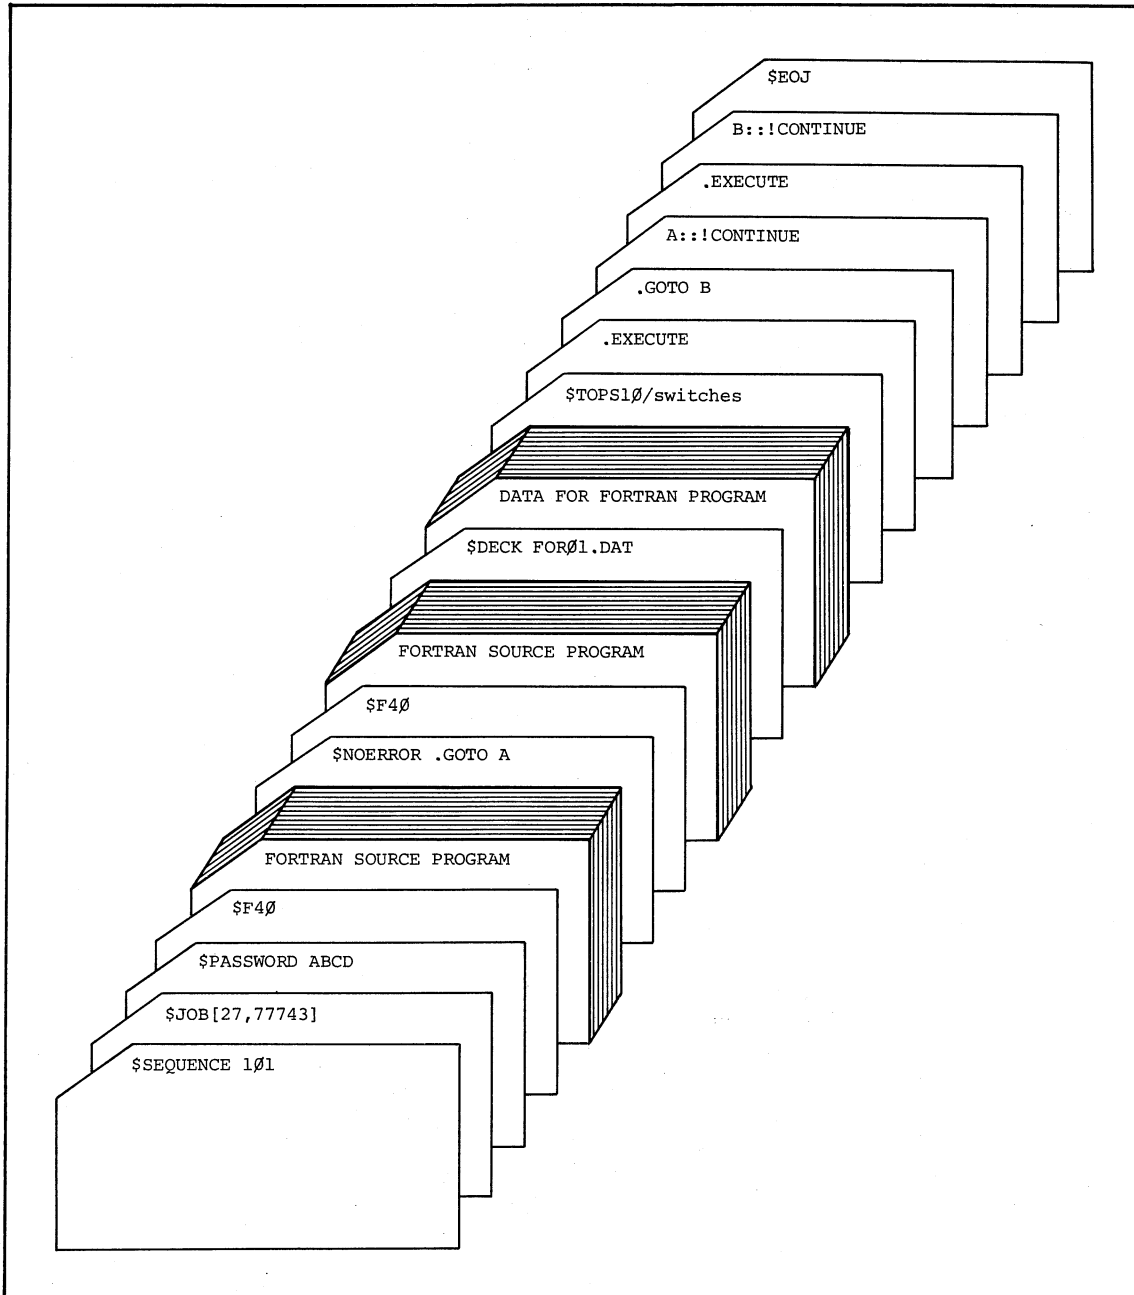 $EOJ
B::!CONTINUE
.EXECUTE
A::!CONTINUE
.GOTO B
.EXECUTE
$TOPS1Ø/switches
DATA FOR FORTRAN PROGRAM
$DECK FORØ1.DAT
FORTRAN SOURCE PROGRAM
$F4Ø
$NOERROR .GOTO A
FORTRAN SOURCE PROGRAM
$F4Ø
$PASSWORD ABCD
$JOB[27,77743]
$SEQUENCE 1Ø1